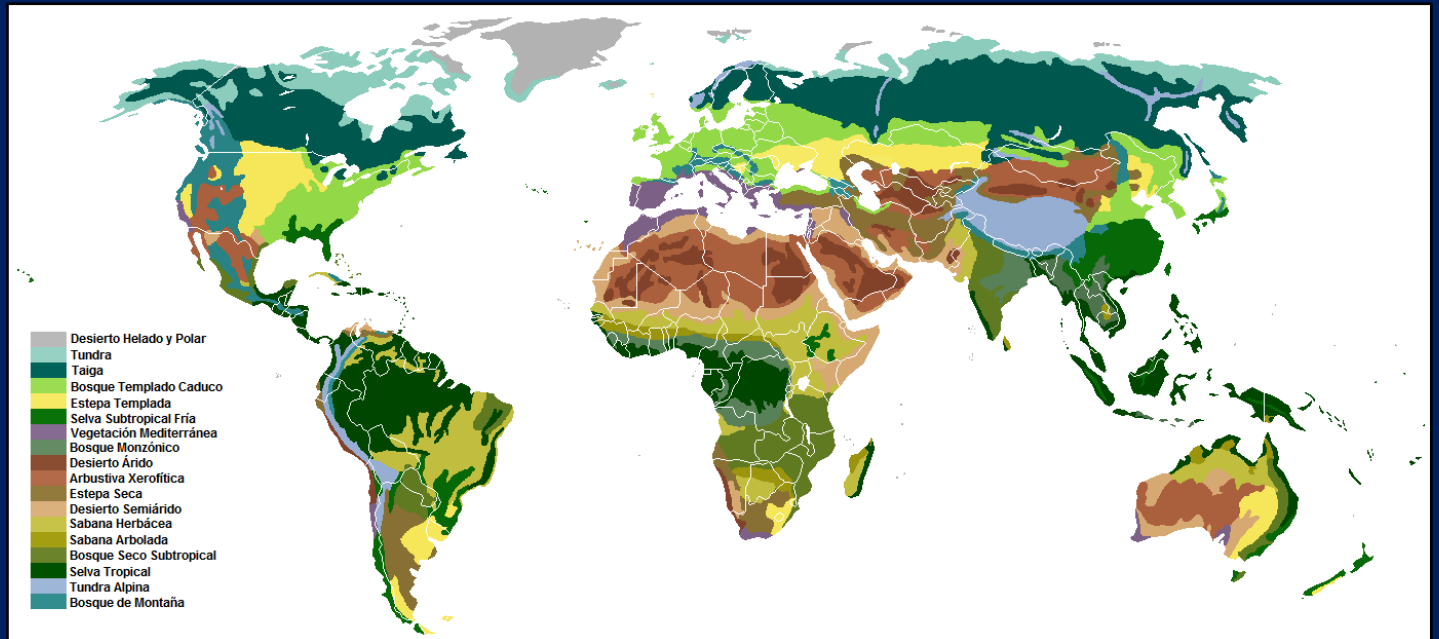 Desierto Helado y Polar
Tundra
Taiga
Bosque Templado Caduco
Estepa Templada
Selva Subtropical Fría
Vegetación Mediterránea
Bosque Monzónico
Desierto Árido
Arbustiva Xerofítica
Estepa Seca
Desierto Semiárido
Sabana Herbácea
Sabana Arbolada
Bosque Seco Subtropical
Selva Tropical
Tundra Alpina
Bosque de Montaña